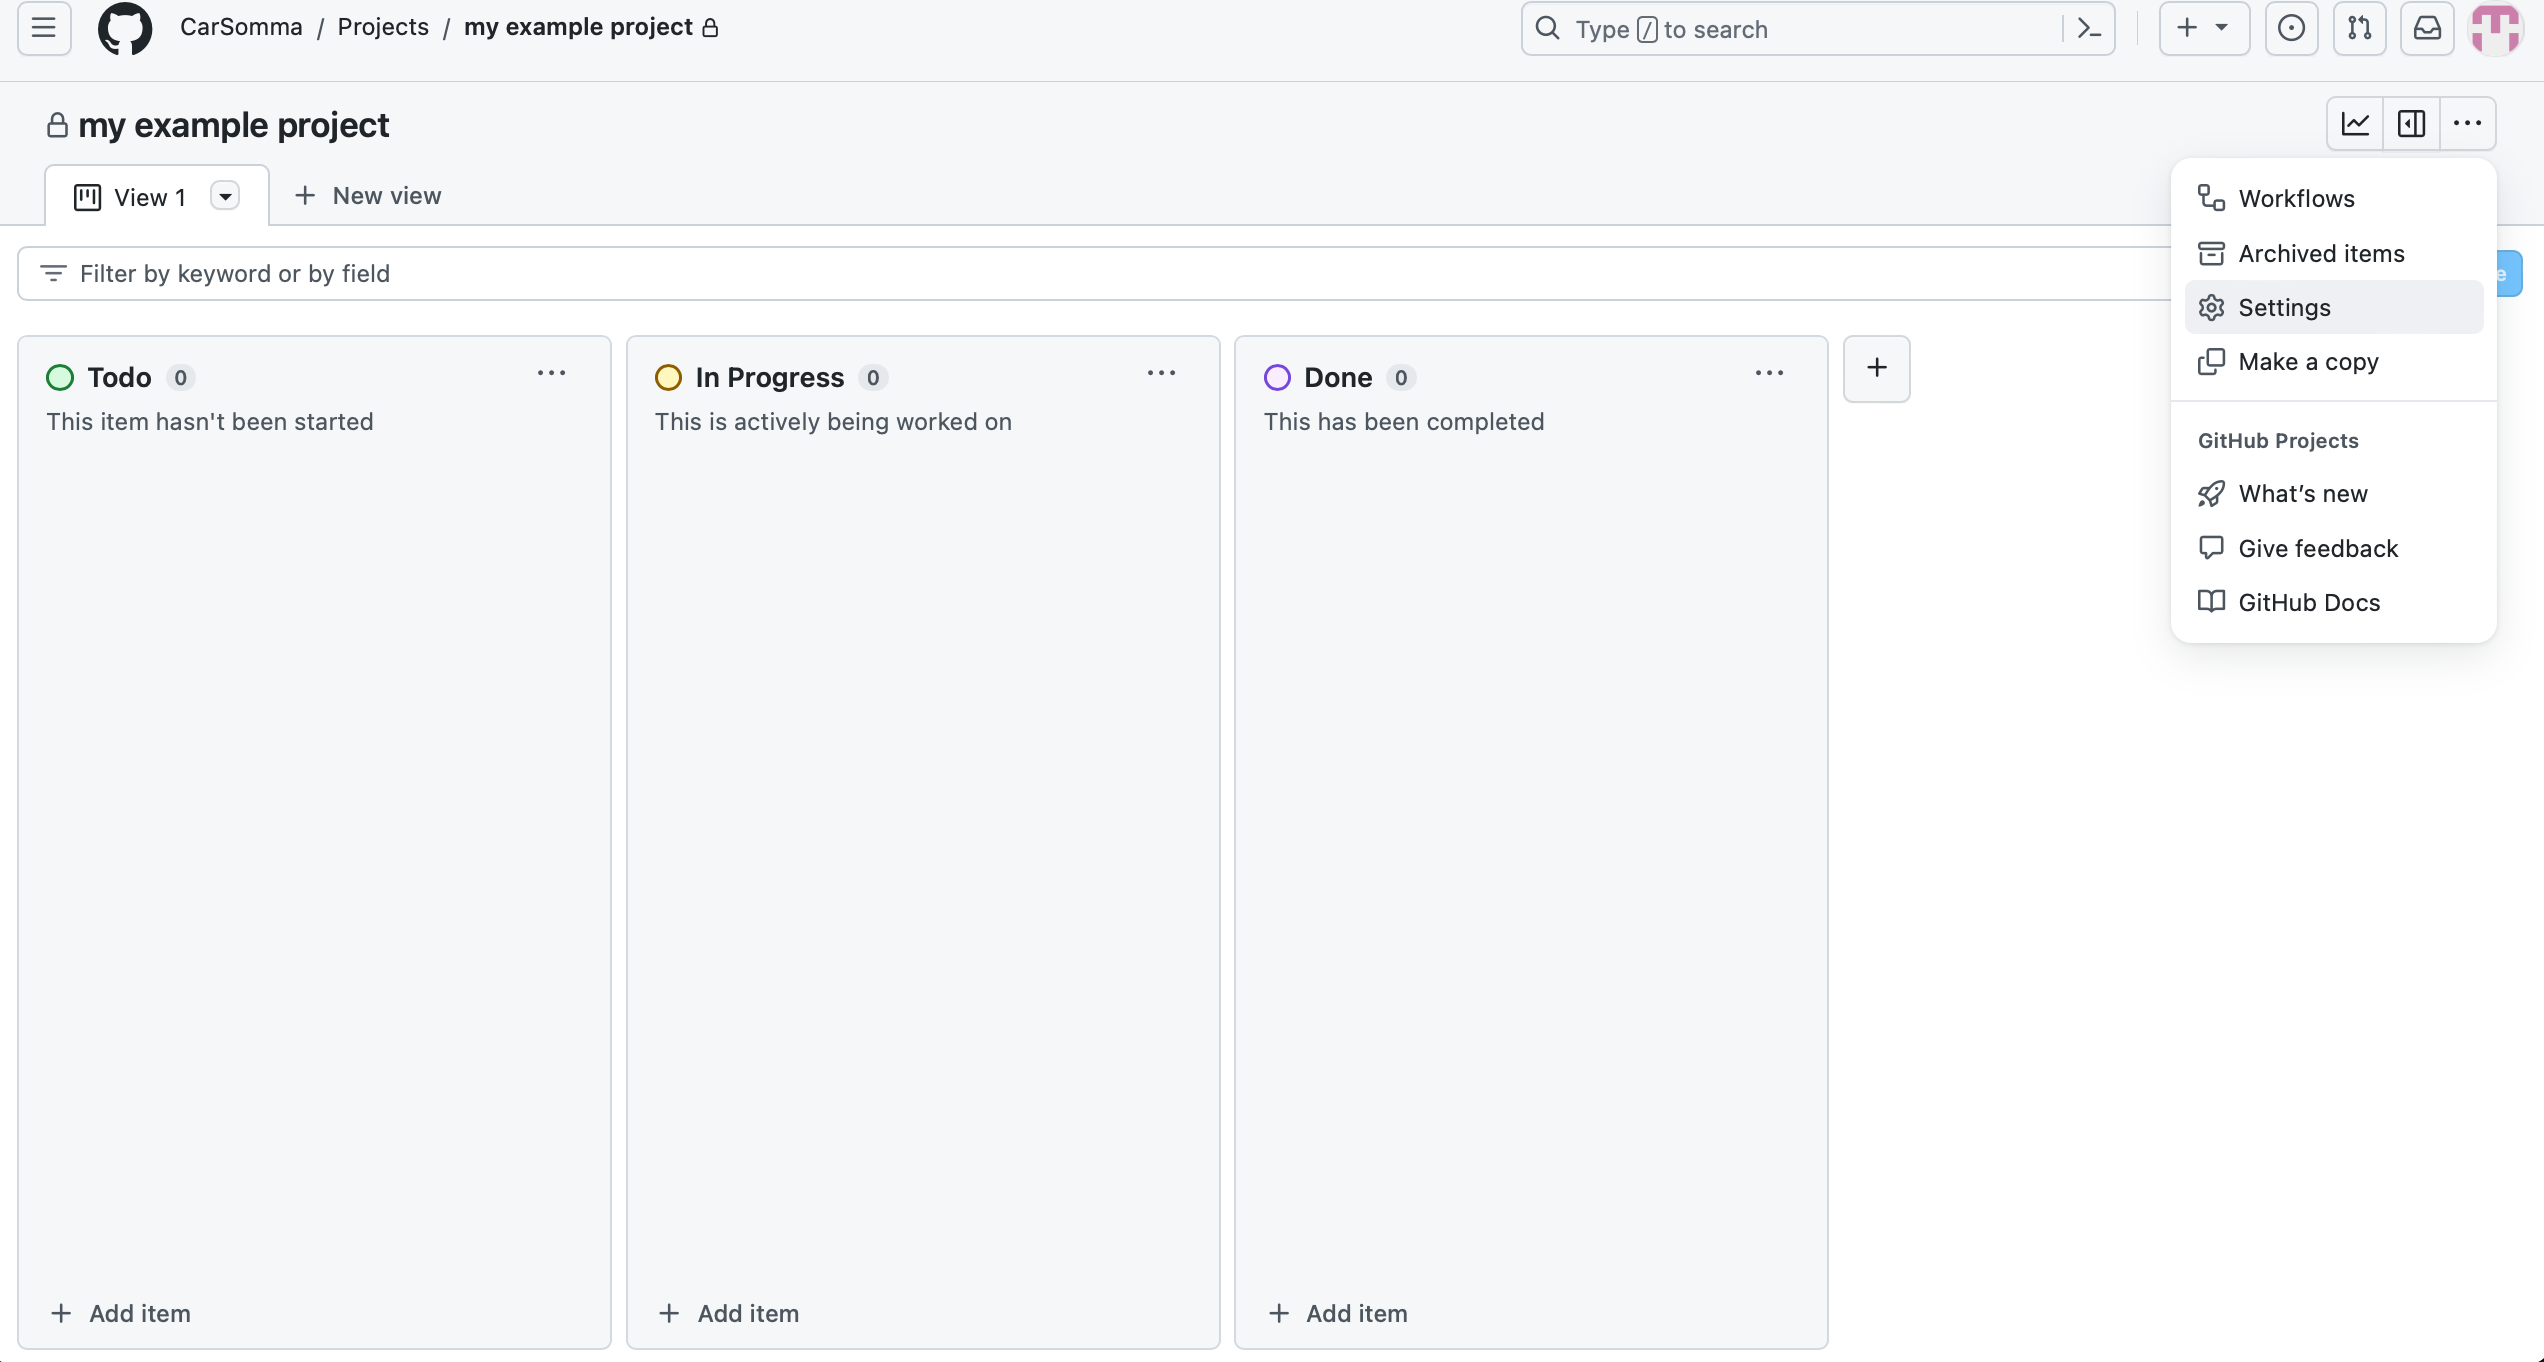 CarSomma / Projects / my example project
Type / to search
my example project
View 1
New view
Filter by keyword or by field
Workflows
Archived items
Settings
Make a copy
GitHub Projects
What's new
Give feedback
GitHub Docs
Todo 0
This item hasn't been started
Add item
In Progress 0
This is actively being worked on
Add item
Done 0
This has been completed
Add item